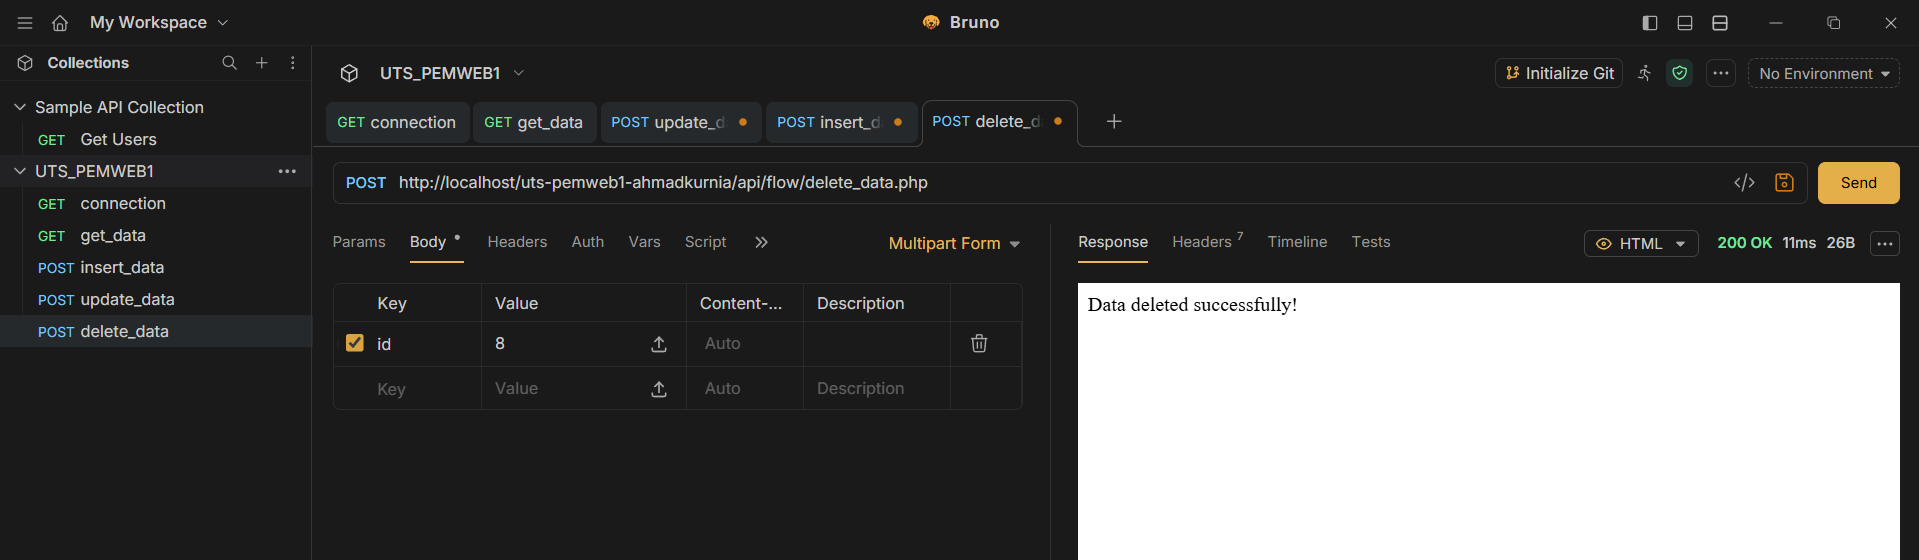 My Workspace
Bruno
Collections
UTS_PEMWEB1
Initialize Git
No Environment
Sample API Collection
GET Get Users
UTS_PEMWEB1
GET connection
GET get_data
POST insert_data
POST update_data
POST delete_data
GET connection
GET get_data
POST update_d
POST insert_d
POST delete_d
POST http://localhost/uts-pemweb1-ahmadkurnia/api/flow/delete_data.php
</>
Send
Params Body Headers Auth Vars Script
Multipart Form
Key Value Content-... Description
id 8 Auto
Key Value Auto Description
Response Headers 7 Timeline Tests
HTML
200 OK 11ms 26B
Data deleted successfully!